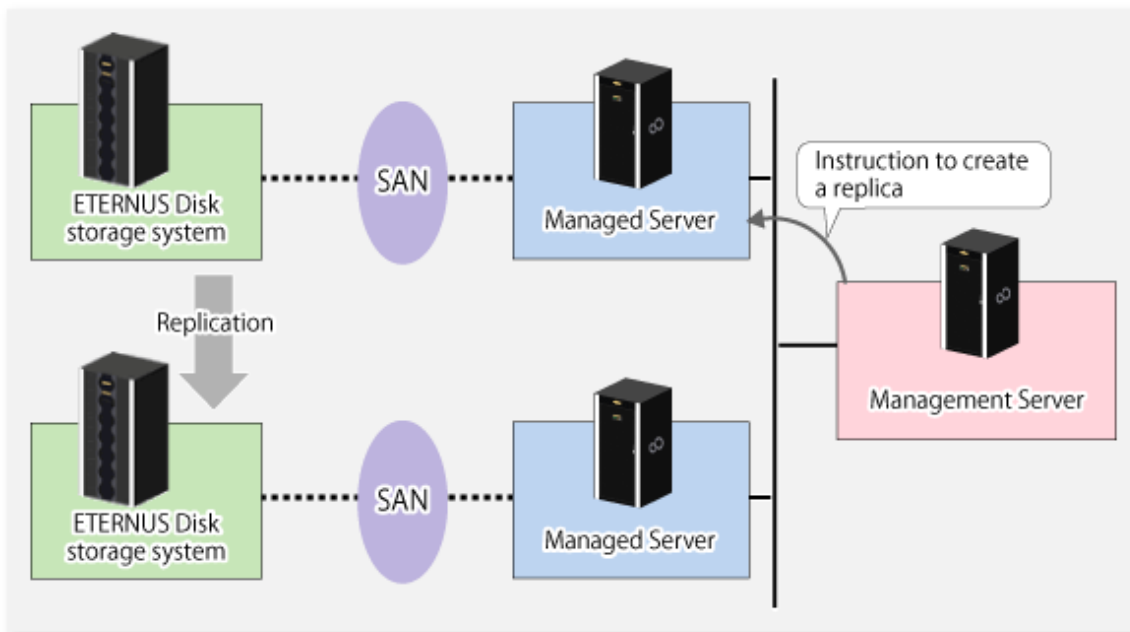 ETERNUS Disk
storage system
SAN
Managed Server
Instruction to create
a replica
Replication
Management Server
ETERNUS Disk
storage system
SAN
Managed Server